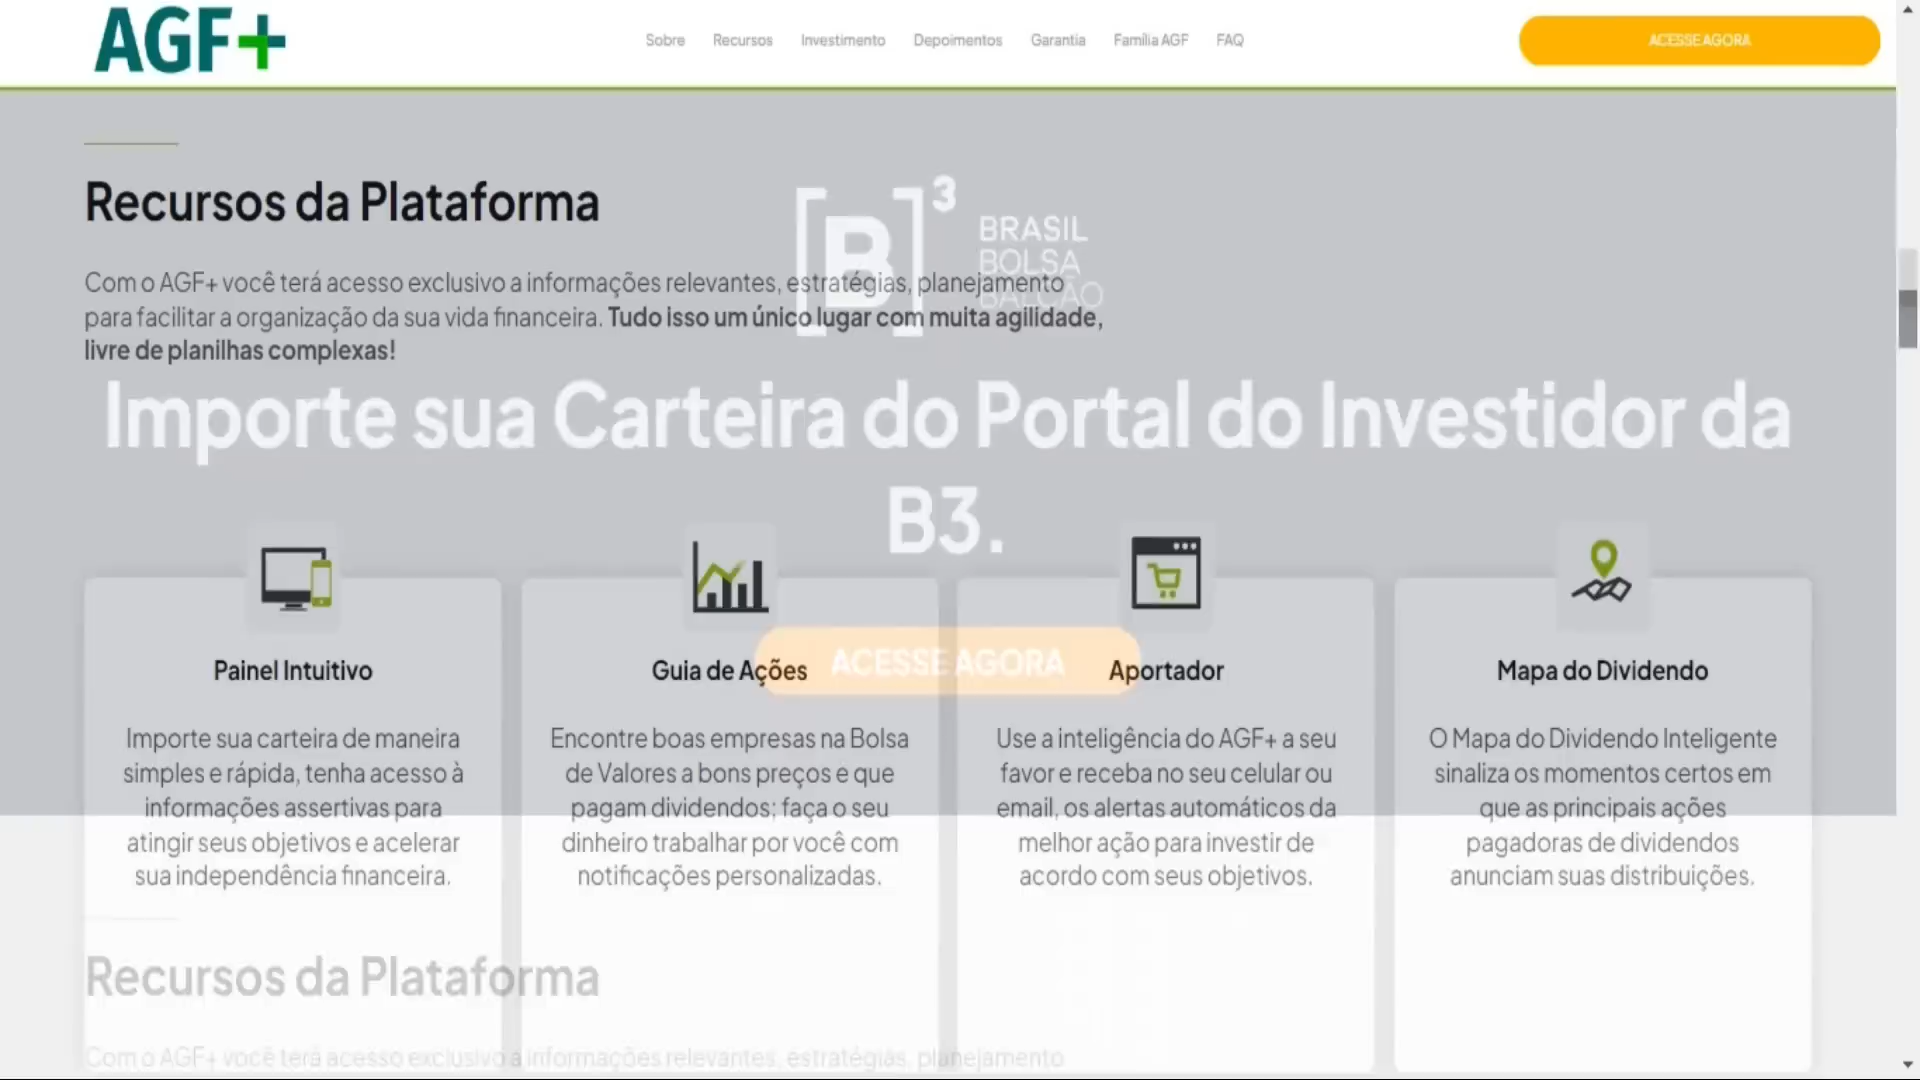 AGF+
Sobre Recursos Investimento Depoimentos Garantia Família AGF FAQ
ACESSE AGORA
Recursos da Plataforma
[B]³ BRASIL
BOLSA
BALCÃO
Com o AGF+ você terá acesso exclusivo a informações relevantes, estratégias, planejamento
para facilitar a organização da sua vida financeira. Tudo isso um único lugar com muita agilidade,
livre de planilhas complexas!
Importe sua Carteira do Portal do Investidor da
B3.
ACESSE AGORA
Painel Intuitivo
Importe sua carteira de maneira
simples e rápida, tenha acesso à
informações assertivas para
atingir seus objetivos e acelerar
sua independência financeira.
Guia de Ações
Encontre boas empresas na Bolsa
de Valores a bons preços e que
pagam dividendos; faça o seu
dinheiro trabalhar por você com
notificações personalizadas.
Aportador
Use a inteligência do AGF+ a seu
favor e receba no seu celular ou
email, os alertas automáticos da
melhor ação para investir de
acordo com seus objetivos.
Mapa do Dividendo
O Mapa do Dividendo Inteligente
sinaliza os momentos certos em
que as principais ações
pagadoras de dividendos
anunciam suas distribuições.
Recursos da Plataforma
Com o AGF+ você terá acesso exclusivo a informações relevantes, estratégias, planejamento